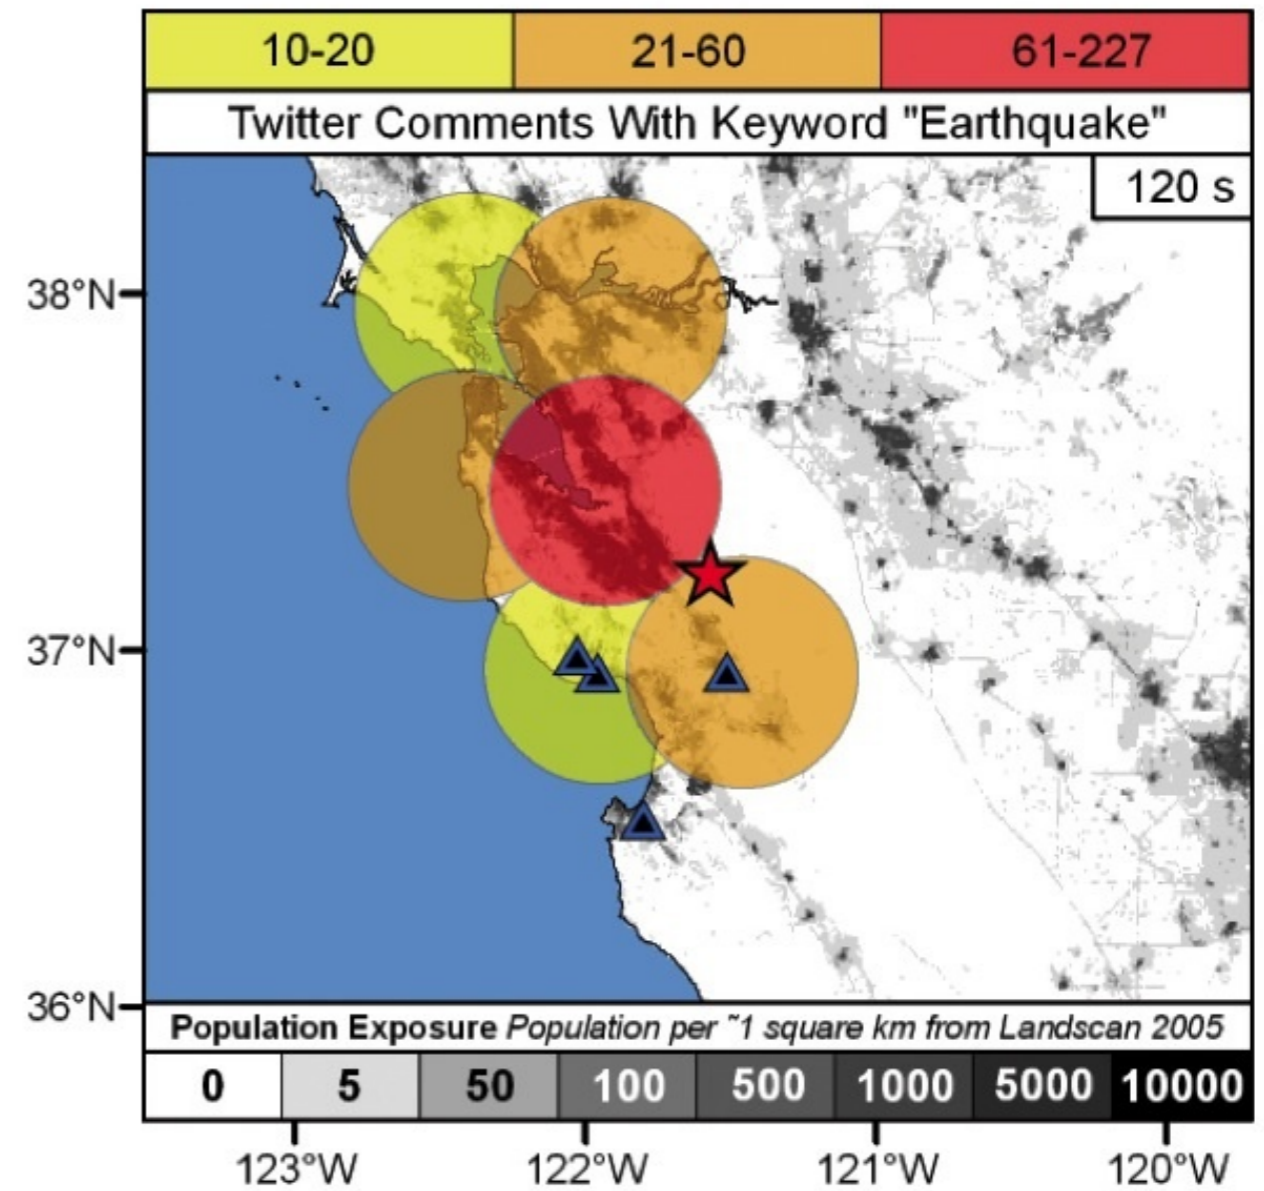 10-20 21-60 61-227
Twitter Comments With Keyword "Earthquake"
120 s
38°N
37°N
36°N
Population Exposure Population per ~1 square km from Landscan 2005
0 5 50 100 500 1000 5000 10000
123°W 122°W 121°W 120°W